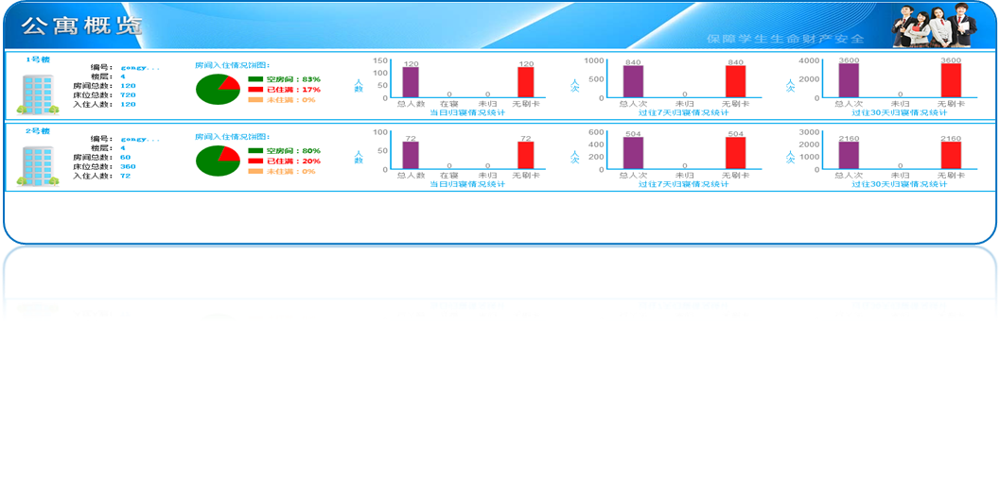 公寓概览
保障学生生命财产安全
1号楼
编号： gongy...
楼层： 4
房间总数： 120
床位总数： 720
入住人数： 120
房间入住情况饼图：
空房间：83%
已住满：17%
未住满：0%
人数
150
100
50
0
120
0
0
120
总人数 在寝 未归 无刷卡
当日归寝情况统计
人次
1000
500
0
840
0
840
总人次 未归 无刷卡
过往7天归寝情况统计
人次
4000
2000
0
3600
0
3600
总人次 未归 无刷卡
过往30天归寝情况统计
2号楼
编号： gongy...
楼层： 4
房间总数： 60
床位总数： 360
入住人数： 72
房间入住情况饼图：
空房间：80%
已住满：20%
未住满：0%
人数
100
50
0
72
0
0
72
总人数 在寝 未归 无刷卡
当日归寝情况统计
人次
600
400
200
0
504
0
504
总人次 未归 无刷卡
过往7天归寝情况统计
人次
3000
2000
1000
0
2160
0
2160
总人次 未归 无刷卡
过往30天归寝情况统计